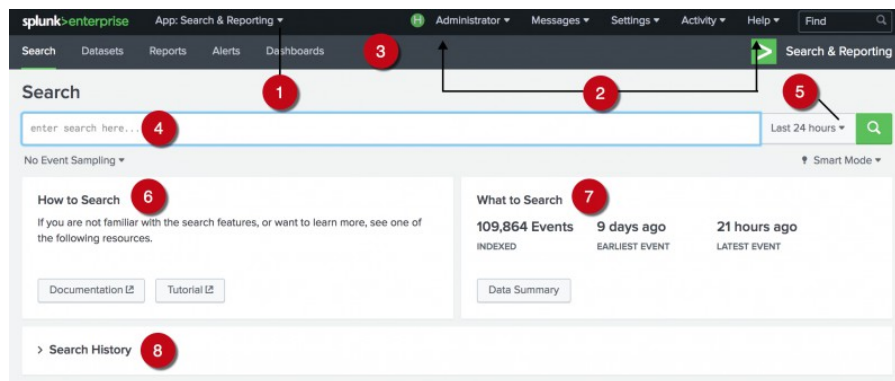 splunk>enterprise App: Search & Reporting ▾ H Administrator ▾ Messages ▾ Settings ▾ Activity ▾ Help ▾ Find
Search Datasets Reports Alerts Dashboards 3 > Search & Reporting
Search 1 2 5
enter search here... 4 Last 24 hours ▾
No Event Sampling ▾ Smart Mode ▾
How to Search 6
If you are not familiar with the search features, or want to learn more, see one of
the following resources.
Documentation Tutorial
What to Search 7
109,864 Events 9 days ago 21 hours ago
INDEXED EARLIEST EVENT LATEST EVENT
Data Summary
> Search History 8